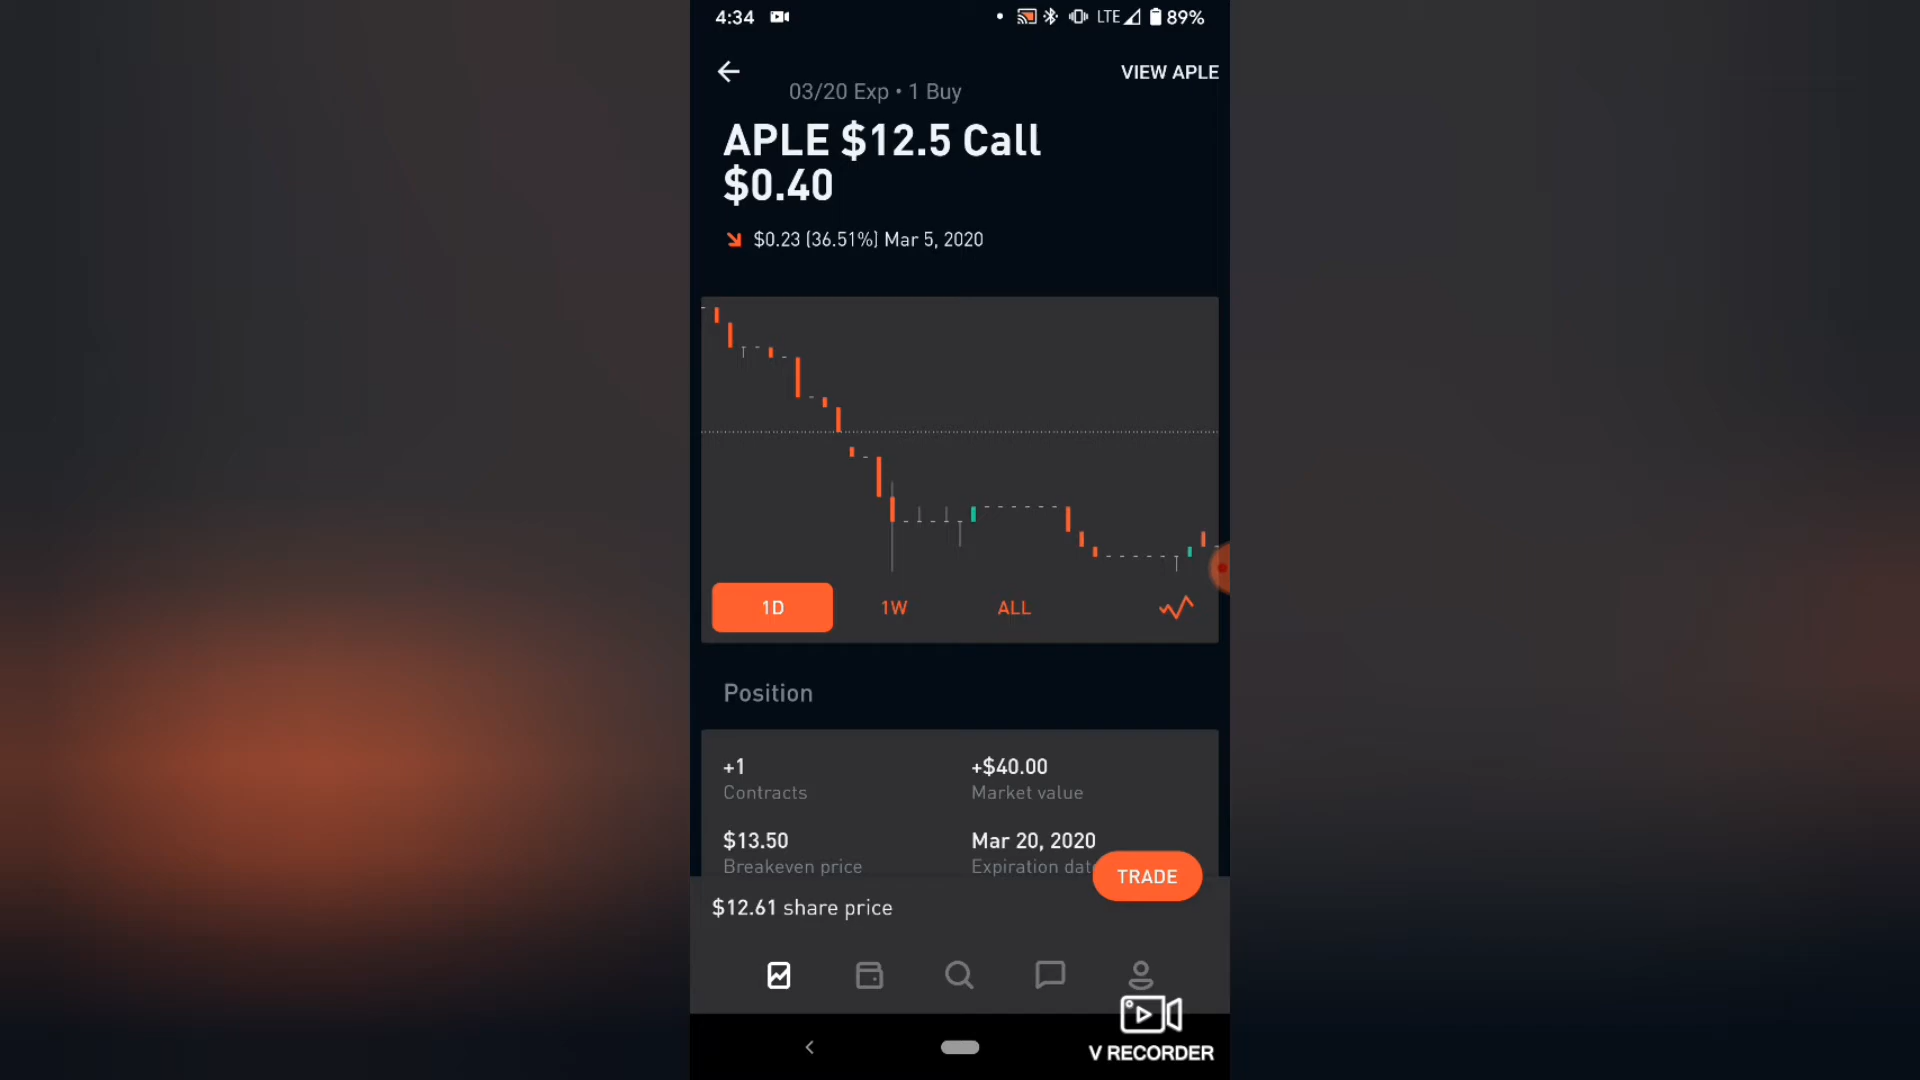 4:34 LTE 89%
VIEW APLE
03/20 Exp • 1 Buy
APLE $12.5 Call
$0.40
$0.23 (36.51%) Mar 5, 2020
1D 1W ALL
Position
+1 +$40.00
Contracts Market value
$13.50 Mar 20, 2020
Breakeven price Expiration date
TRADE
$12.61 share price
V RECORDER